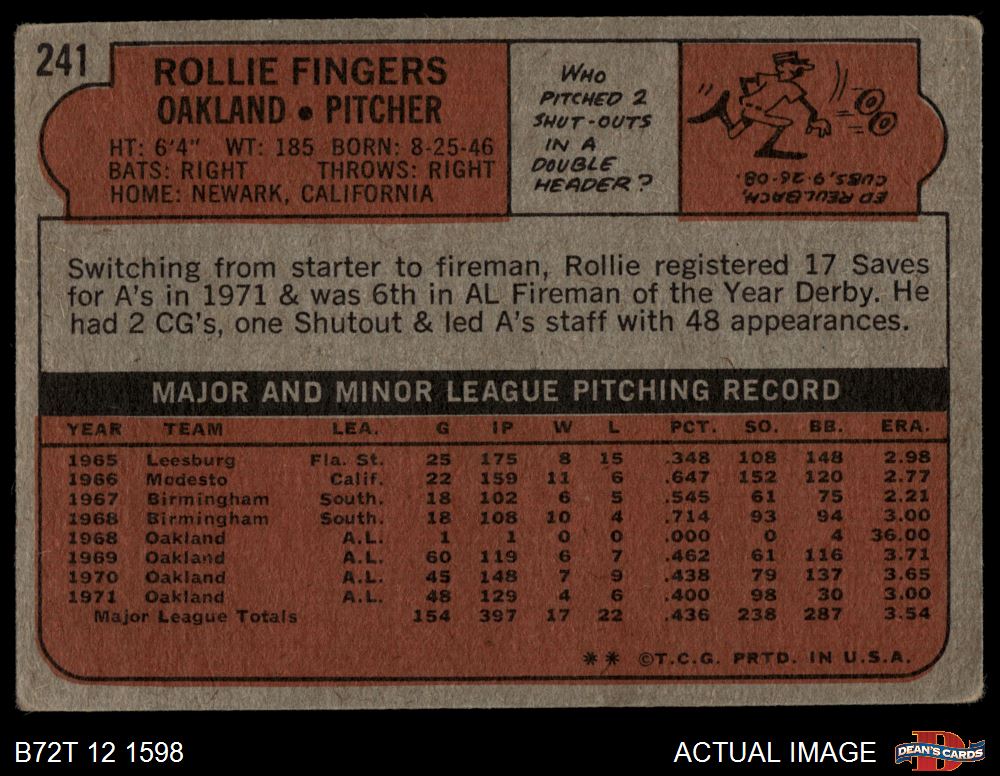 241
ROLLIE FINGERS
OAKLAND • PITCHER
HT: 6'4" WT: 185 BORN: 8-25-46
BATS: RIGHT THROWS: RIGHT
HOME: NEWARK, CALIFORNIA
WHO
PITCHED 2
SHUT-OUTS
IN A
DOUBLE
HEADER?
ED REULBACH,
CUBS, 9-26-08.
Switching from starter to fireman, Rollie registered 17 Saves
for A's in 1971 & was 6th in AL Fireman of the Year Derby. He
had 2 CG's, one Shutout & led A's staff with 48 appearances.
MAJOR AND MINOR LEAGUE PITCHING RECORD
YEAR TEAM LEA. G IP W L PCT. SO. BB. ERA.
1965 Leesburg Fla. St. 25 175 8 15 .348 108 148 2.98
1966 Modesto Calif. 22 159 11 6 .647 152 120 2.77
1967 Birmingham South. 18 102 6 5 .545 61 75 2.21
1968 Birmingham South. 18 108 10 4 .714 93 94 3.00
1968 Oakland A.L. 1 1 0 0 .000 0 4 36.00
1969 Oakland A.L. 60 119 6 7 .462 61 116 3.71
1970 Oakland A.L. 45 148 7 9 .438 79 137 3.65
1971 Oakland A.L. 48 129 4 6 .400 98 30 3.00
Major League Totals 154 397 17 22 .436 238 287 3.54
** ©T.C.G. PRTD. IN U.S.A.
B72T 12 1598
ACTUAL IMAGE
DEAN'S CARDS